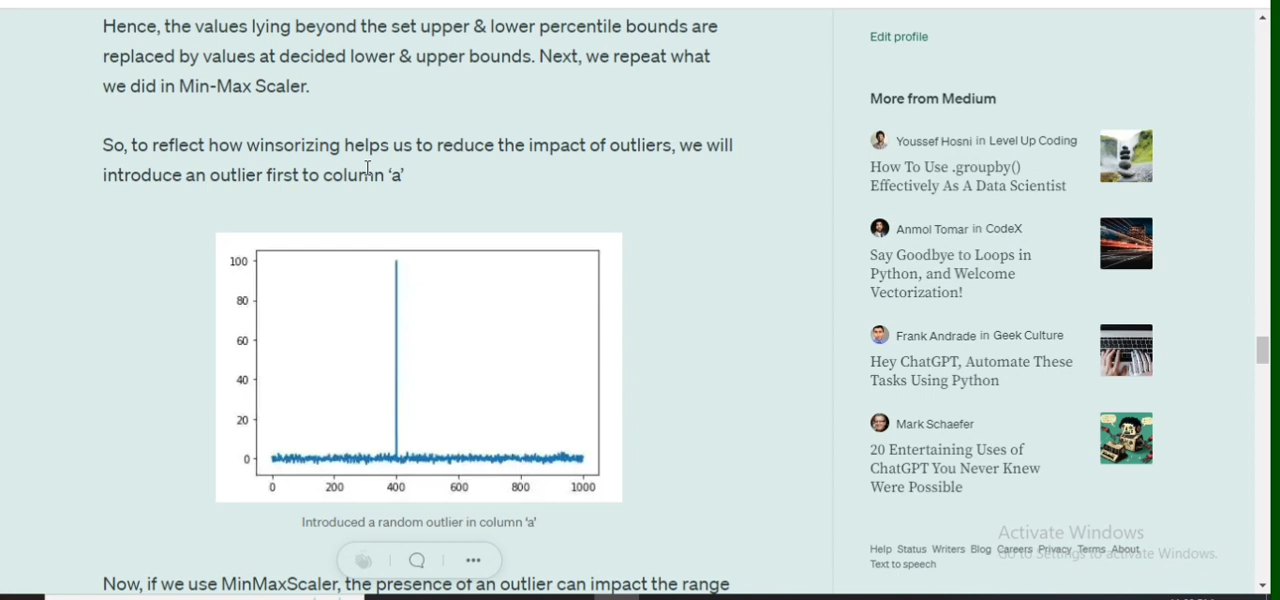 Hence, the values lying beyond the set upper & lower percentile bounds are
replaced by values at decided lower & upper bounds. Next, we repeat what
we did in Min-Max Scaler.
So, to reflect how winsorizing helps us to reduce the impact of outliers, we will
introduce an outlier first to column ‘a’
100
80
60
40
20
0
0 200 400 600 800 1000
Introduced a random outlier in column ‘a’
Now, if we use MinMaxScaler, the presence of an outlier can impact the range
Edit profile
More from Medium
Youssef Hosni in Level Up Coding
How To Use .groupby()
Effectively As A Data Scientist
Anmol Tomar in CodeX
Say Goodbye to Loops in
Python, and Welcome
Vectorization!
Frank Andrade in Geek Culture
Hey ChatGPT, Automate These
Tasks Using Python
Mark Schaefer
20 Entertaining Uses of
ChatGPT You Never Knew
Were Possible
Activate Windows
Go to Settings to activate Windows.
Help Status Writers Blog Careers Privacy Terms About
Text to speech